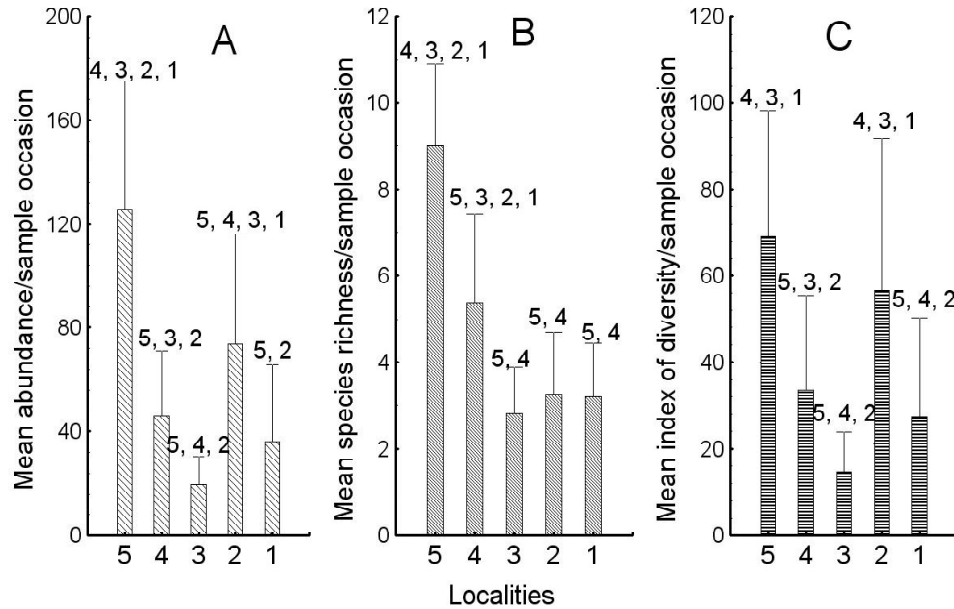 A
Mean abundance/sample occasion
200
160
120
80
40
0
4, 3, 2, 1
5, 3, 2
5, 4, 2
5, 4, 3, 1
5, 2
5 4 3 2 1
B
Mean species richness/sample occasion
12
10
8
6
4
2
0
4, 3, 2, 1
5, 3, 2, 1
5, 4
5, 4
5, 4
5 4 3 2 1
C
Mean index of diversity/sample occasion
120
100
80
60
40
20
0
4, 3, 1
5, 3, 2
5, 4, 2
4, 3, 1
5, 4, 2
5 4 3 2 1
Localities